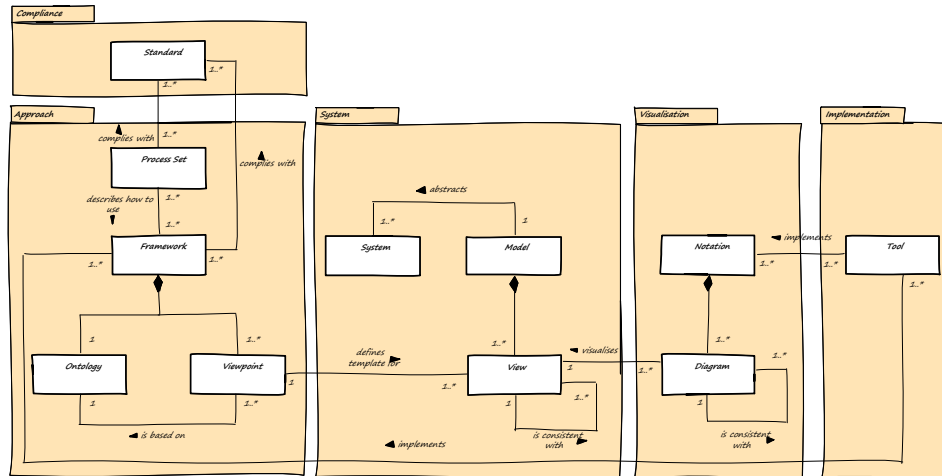 Compliance
Standard
1..*
1..*
Approach
System
Visualisation
Implementation
complies with
1..*
complies with
Process Set
describes how to
use
1..*
1..*
abstracts
1..*
1
Framework
1..*
1..*
System
Model
Notation
implements
1..*
1..*
Tool
1..*
1
1..*
1..*
1..*
1..*
Ontology
Viewpoint
1
defines
template for
1..*
View
visualises
1
1..*
Diagram
1
1..*
1
1..*
1
is based on
implements
is consistent
with
is consistent
with